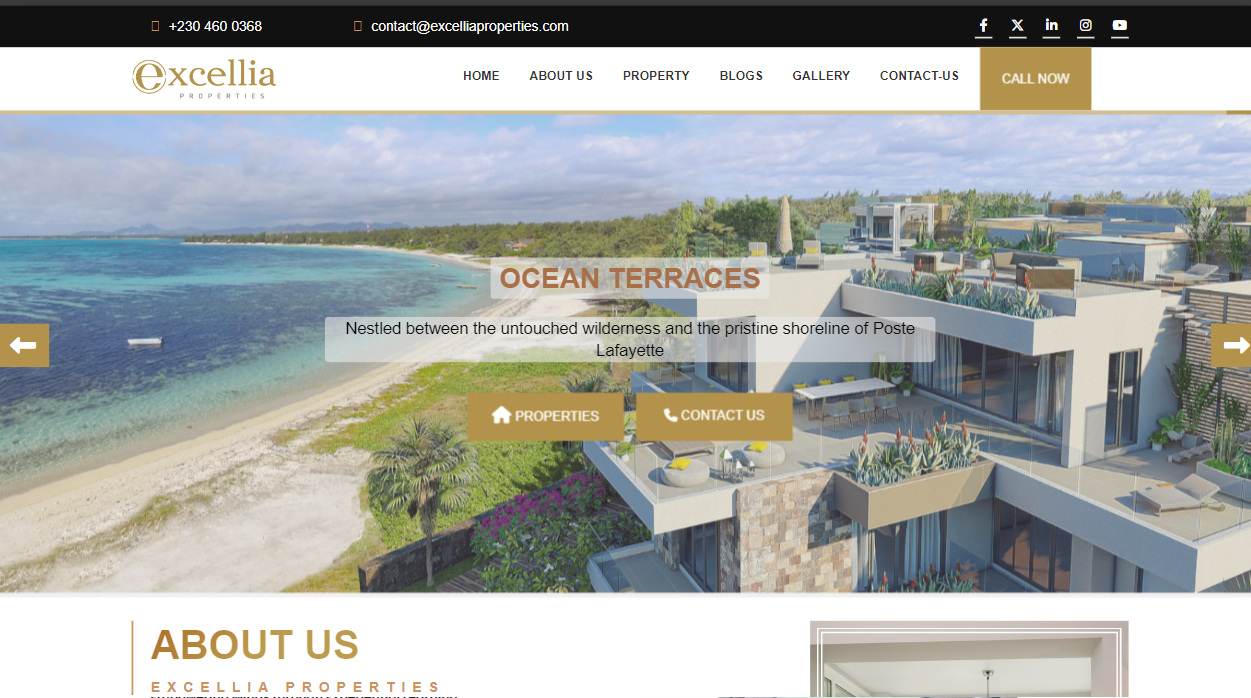 +230 460 0368 contact@excelliaproperties.com
excellia
PROPERTIES
HOME ABOUT US PROPERTY BLOGS GALLERY CONTACT-US CALL NOW
OCEAN TERRACES
Nestled between the untouched wilderness and the pristine shoreline of Poste
Lafayette
PROPERTIES CONTACT US
ABOUT US
EXCELLIA PROPERTIES